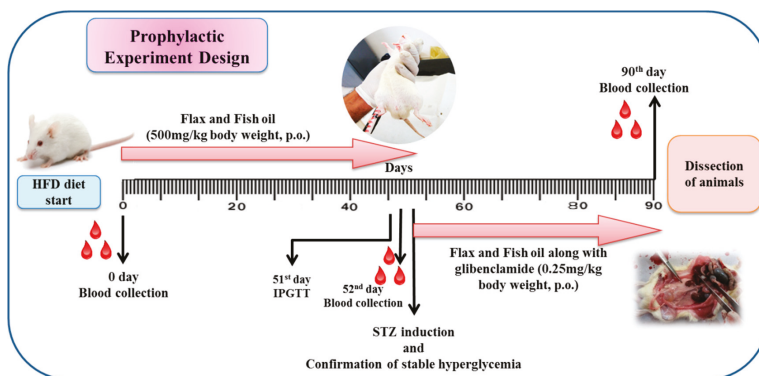 Prophylactic
Experiment Design
90th day
Blood collection
Flax and Fish oil
(500mg/kg body weight, p.o.)
Days
HFD diet
start
Dissection
of animals
0
20
40
60
80
90
0 day
Blood collection
51st day
IPGTT
52nd day
Blood collection
Flax and Fish oil along with
glibenclamide (0.25mg/kg
body weight, p.o.)
STZ induction
and
Confirmation of stable hyperglycemia